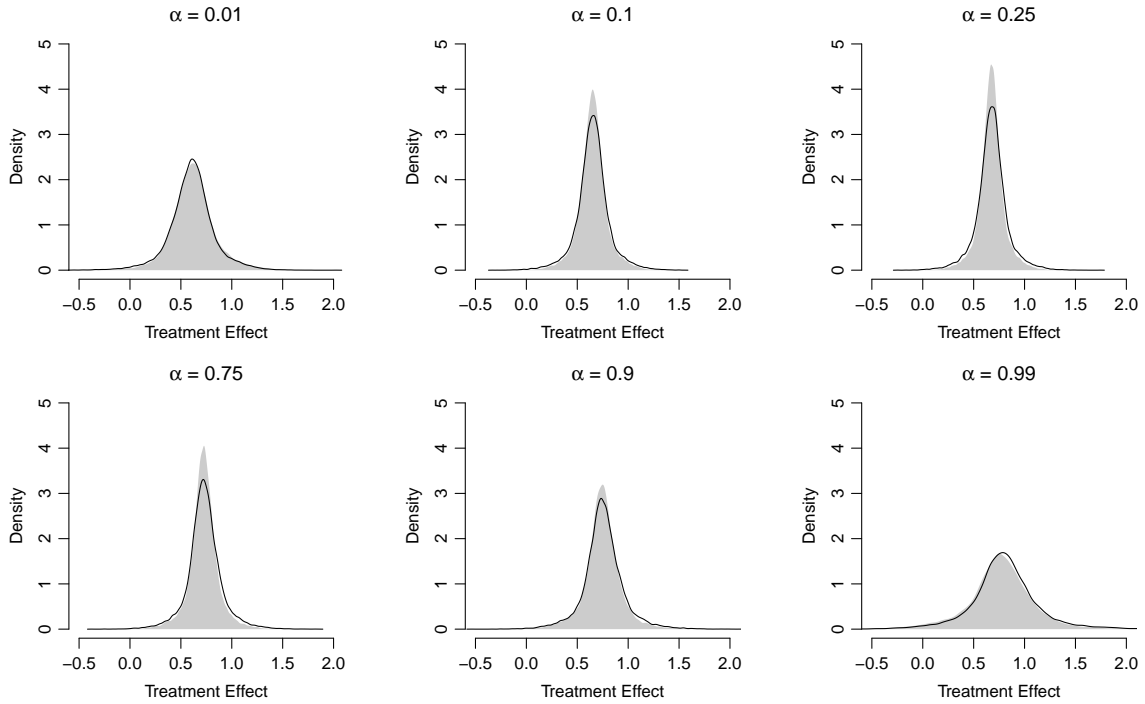 α = 0.01
α = 0.1
α = 0.25
Density
0 1 2 3 4 5
−0.5 0.0 0.5 1.0 1.5 2.0
Treatment Effect
Density
0 1 2 3 4 5
−0.5 0.0 0.5 1.0 1.5 2.0
Treatment Effect
Density
0 1 2 3 4 5
−0.5 0.0 0.5 1.0 1.5 2.0
Treatment Effect
α = 0.75
α = 0.9
α = 0.99
Density
0 1 2 3 4 5
−0.5 0.0 0.5 1.0 1.5 2.0
Treatment Effect
Density
0 1 2 3 4 5
−0.5 0.0 0.5 1.0 1.5 2.0
Treatment Effect
Density
0 1 2 3 4 5
−0.5 0.0 0.5 1.0 1.5 2.0
Treatment Effect